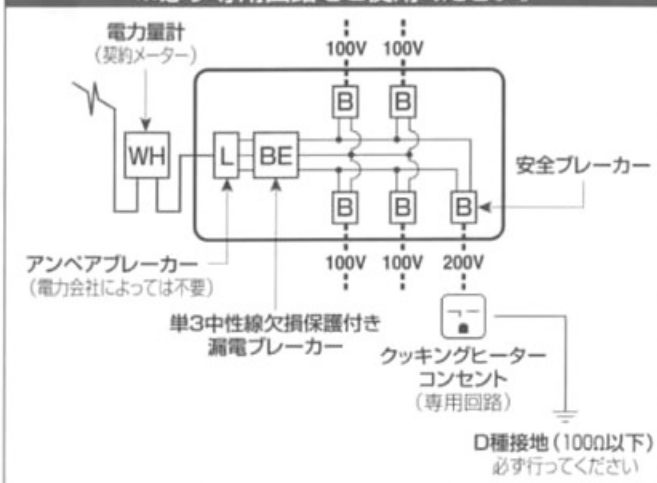 電力量計
（契約メーター）
100V
100V
B
B
WH
L
BE
安全ブレーカー
B
B
B
アンペアブレーカー
（電力会社によっては不要）
100V
100V
200V
単3中性線欠損保護付き
漏電ブレーカー
クッキングヒーター
コンセント
（専用回路）
D種接地（100Ω以下）
必ず行ってください